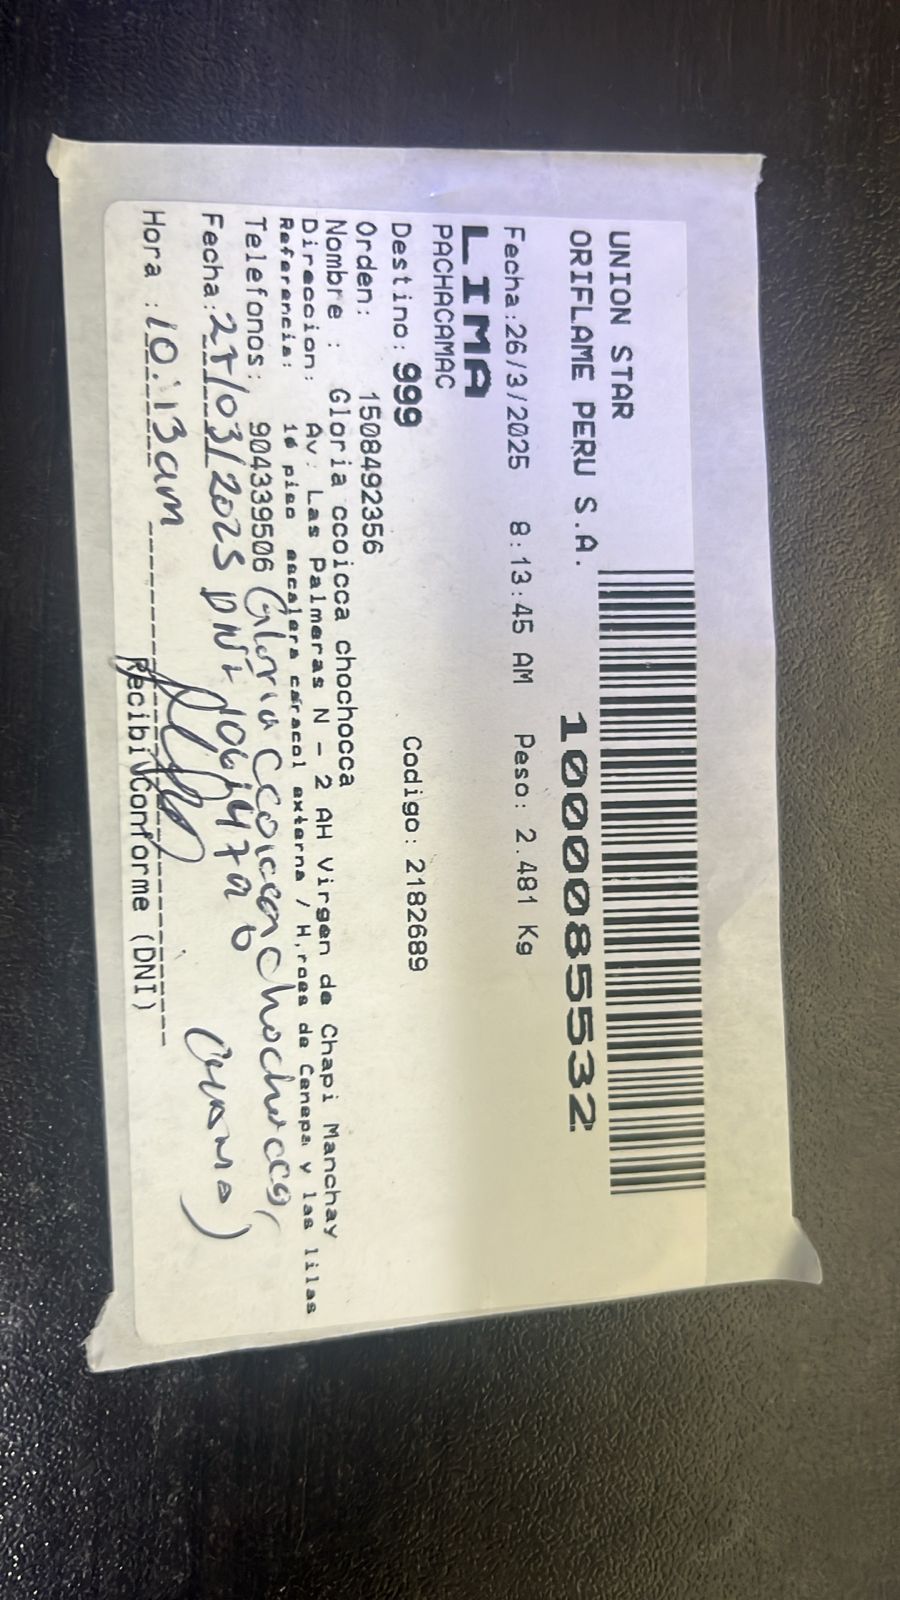 UNION STAR
ORIFLAME PERU S.A. 1000085532
Fecha:26/3/2025 8:13:45 AM Peso: 2.481 Kg
LIMA
PACHACAMAC
Destino: 999 Codigo: 2182689
Orden: 1508492356
Nombre : Gloria ccoicca chochocca
Direccion: Av. Las Palmeras N - 2 AH Virgen de Chapi Manchay
Referencia: 1° piso escalera caracol externa / H,roes de Cenepa y las lilas
Telefonos: 904339506 Gloria Ccoicca chochocca,
Fecha: 27/03/2025 DNI
Hora : 10:13am
Recibi Conforme (DNI)